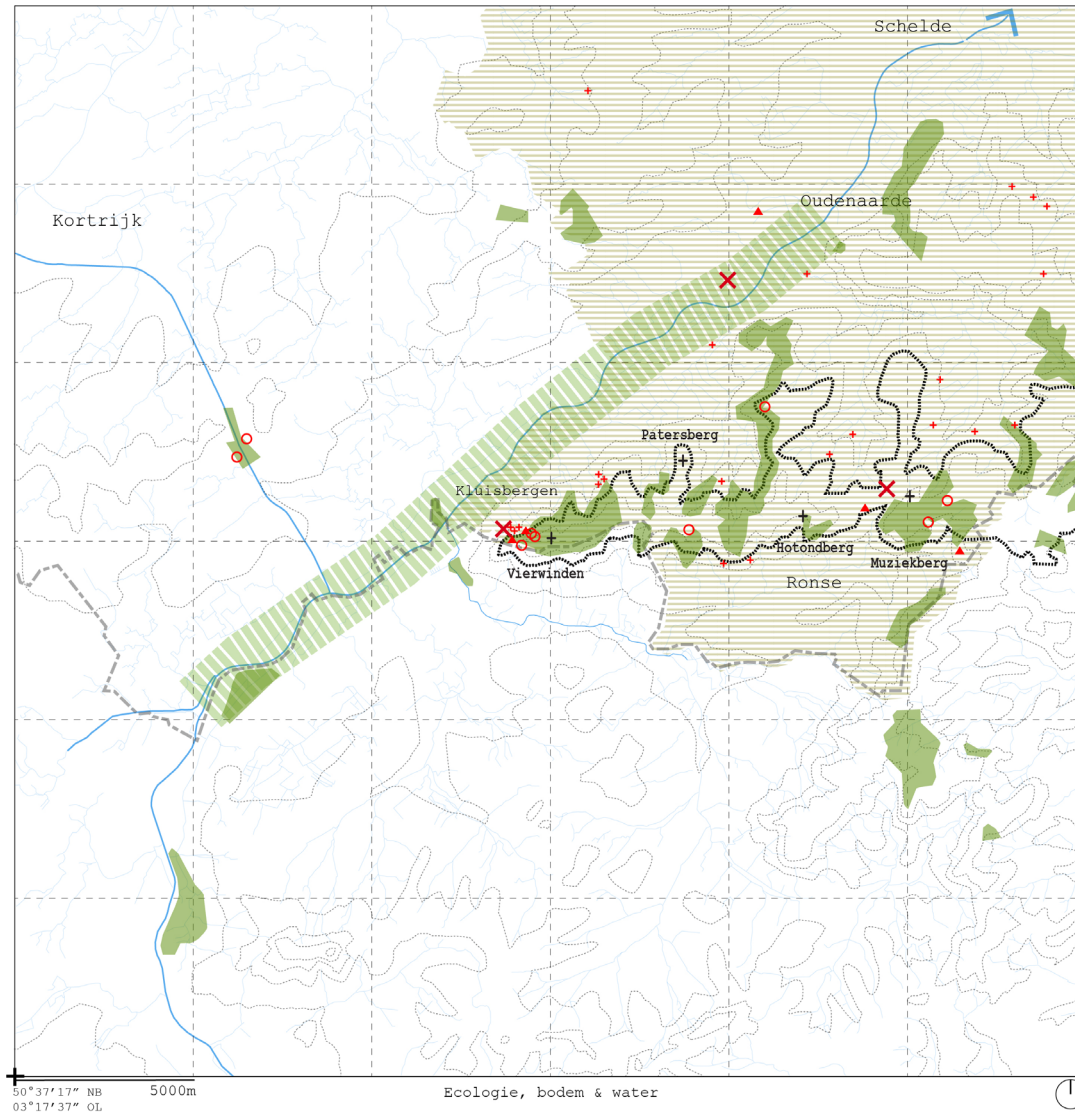 Schelde
Oudenaarde
Kortrijk
Patersberg
Kluisbergen
Hotondberg
Muziekberg
Vierwinden
Ronse
50°37'17" NB
03°17'37" OL
5000m
Ecologie, bodem & water